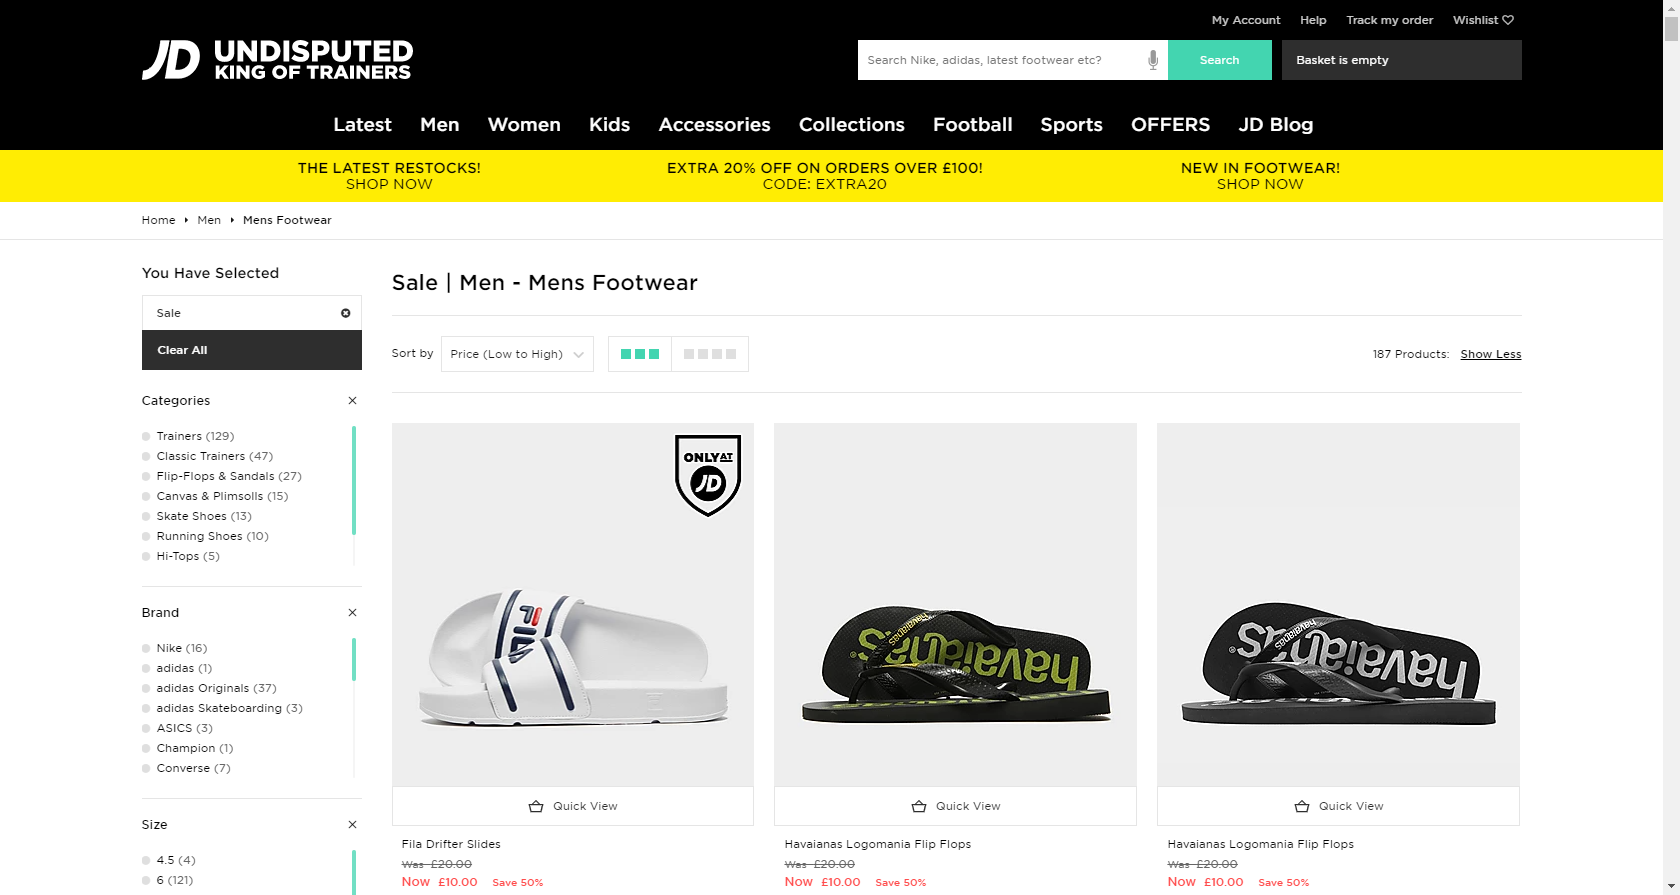 My Account Help Track my order Wishlist
JD UNDISPUTED
KING OF TRAINERS
Search Nike, adidas, latest footwear etc? Search Basket is empty
Latest Men Women Kids Accessories Collections Football Sports OFFERS JD Blog
THE LATEST RESTOCKS!
SHOP NOW
EXTRA 20% OFF ON ORDERS OVER £100!
CODE: EXTRA20
NEW IN FOOTWEAR!
SHOP NOW
Home Men Mens Footwear
You Have Selected
Sale
Clear All
Categories
Trainers (129)
Classic Trainers (47)
Flip-Flops & Sandals (27)
Canvas & Plimsolls (15)
Skate Shoes (13)
Running Shoes (10)
Hi-Tops (5)
Brand
Nike (16)
adidas (1)
adidas Originals (37)
adidas Skateboarding (3)
ASICS (3)
Champion (1)
Converse (7)
Size
4.5 (4)
6 (121)
Sale | Men - Mens Footwear
Sort by Price (Low to High) 187 Products: Show Less
ONLY AT
JD
FILA
FILA
Quick View
Fila Drifter Slides
Was £20.00
Now £10.00 Save 50%
havaianas
havaianas
Quick View
Havaianas Logomania Flip Flops
Was £20.00
Now £10.00 Save 50%
havaianas
havaianas
Quick View
Havaianas Logomania Flip Flops
Was £20.00
Now £10.00 Save 50%